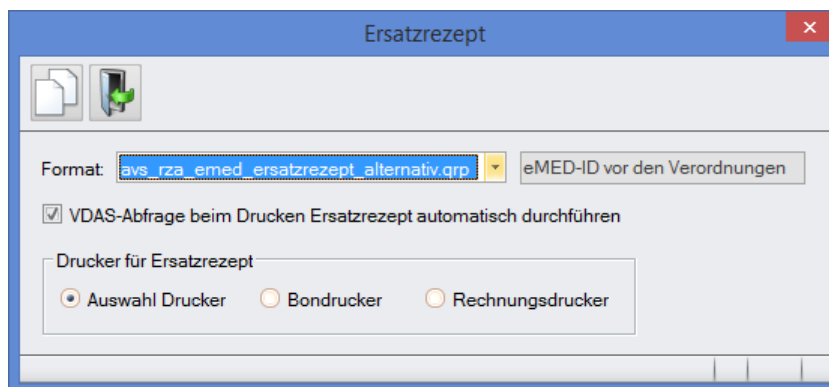 Ersatzrezept
Format: avs_rza_emed_ersatzrezept_alternativ.qrp eMED-ID vor den Verordnungen
VDAS-Abfrage beim Drucken Ersatzrezept automatisch durchführen
Drucker für Ersatzrezept
Auswahl Drucker Bondrucker Rechnungsdrucker